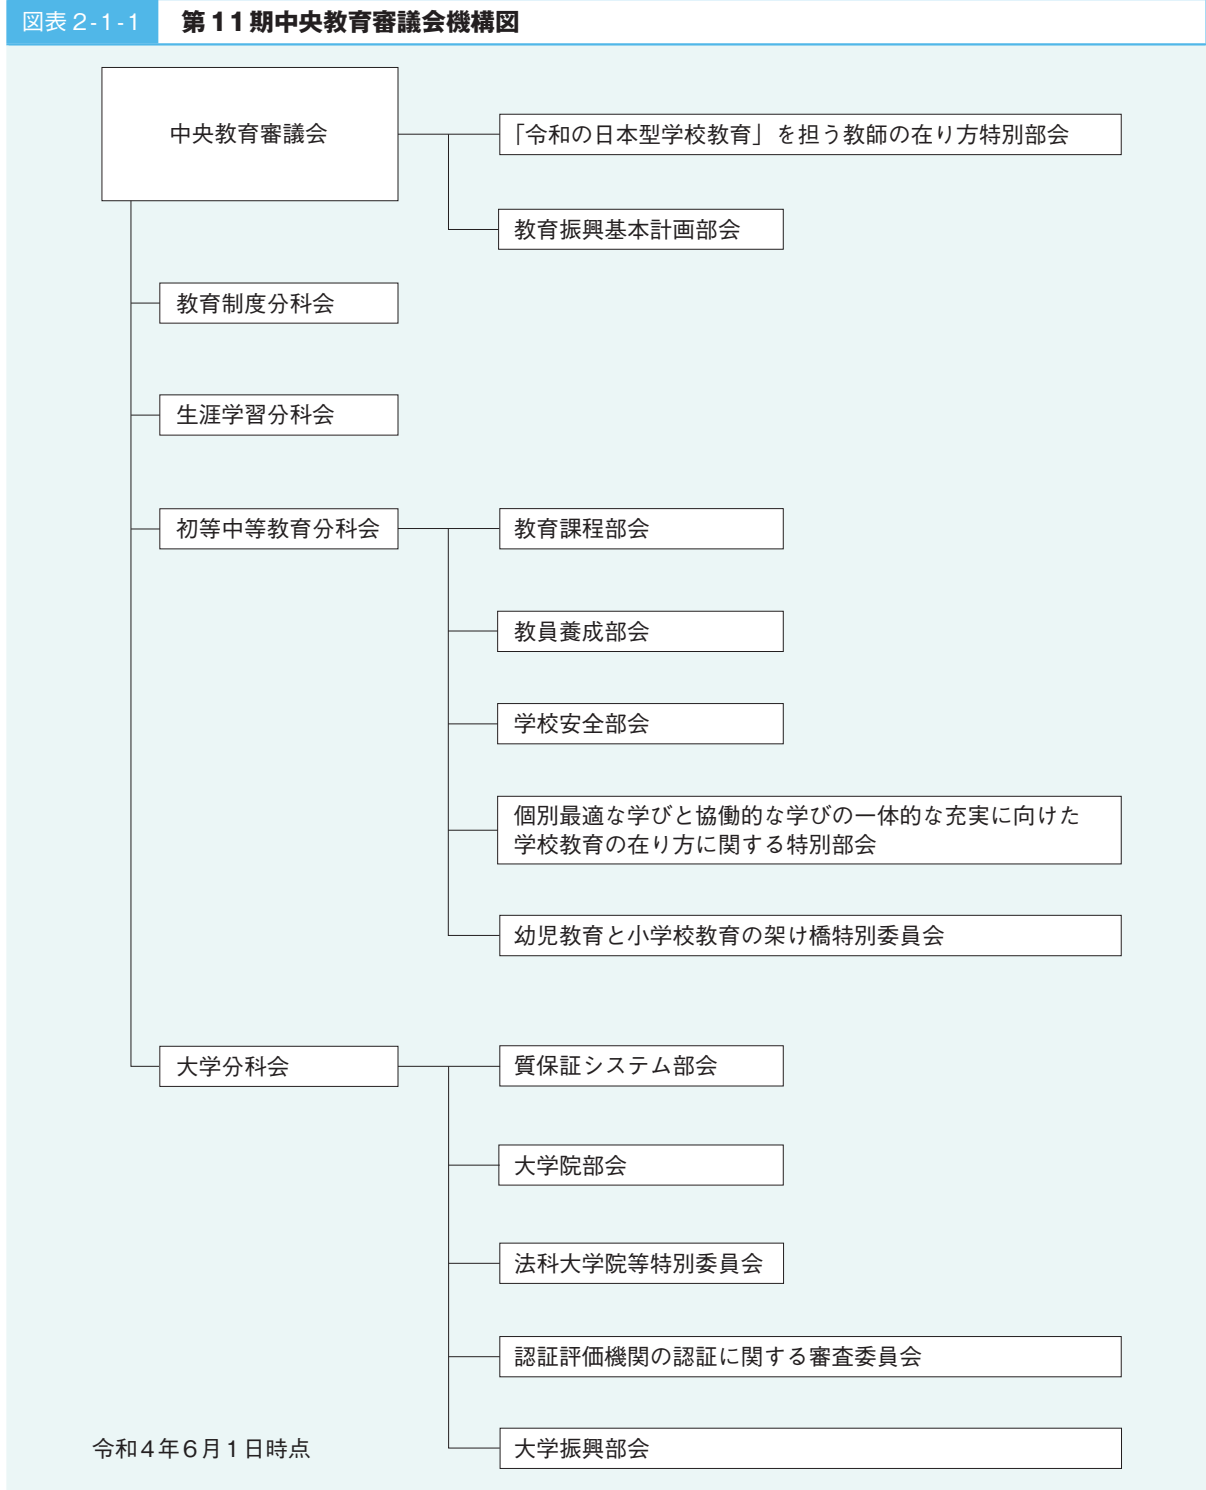 図表 2-1-1 第11期中央教育審議会機構図
中央教育審議会
「令和の日本型学校教育」を担う教師の在り方特別部会
教育振興基本計画部会
教育制度分科会
生涯学習分科会
初等中等教育分科会
教育課程部会
教員養成部会
学校安全部会
個別最適な学びと協働的な学びの一体的な充実に向けた
学校教育の在り方に関する特別部会
幼児教育と小学校教育の架け橋特別委員会
大学分科会
質保証システム部会
大学院部会
法科大学院等特別委員会
認証評価機関の認証に関する審査委員会
大学振興部会
令和4年6月1日時点